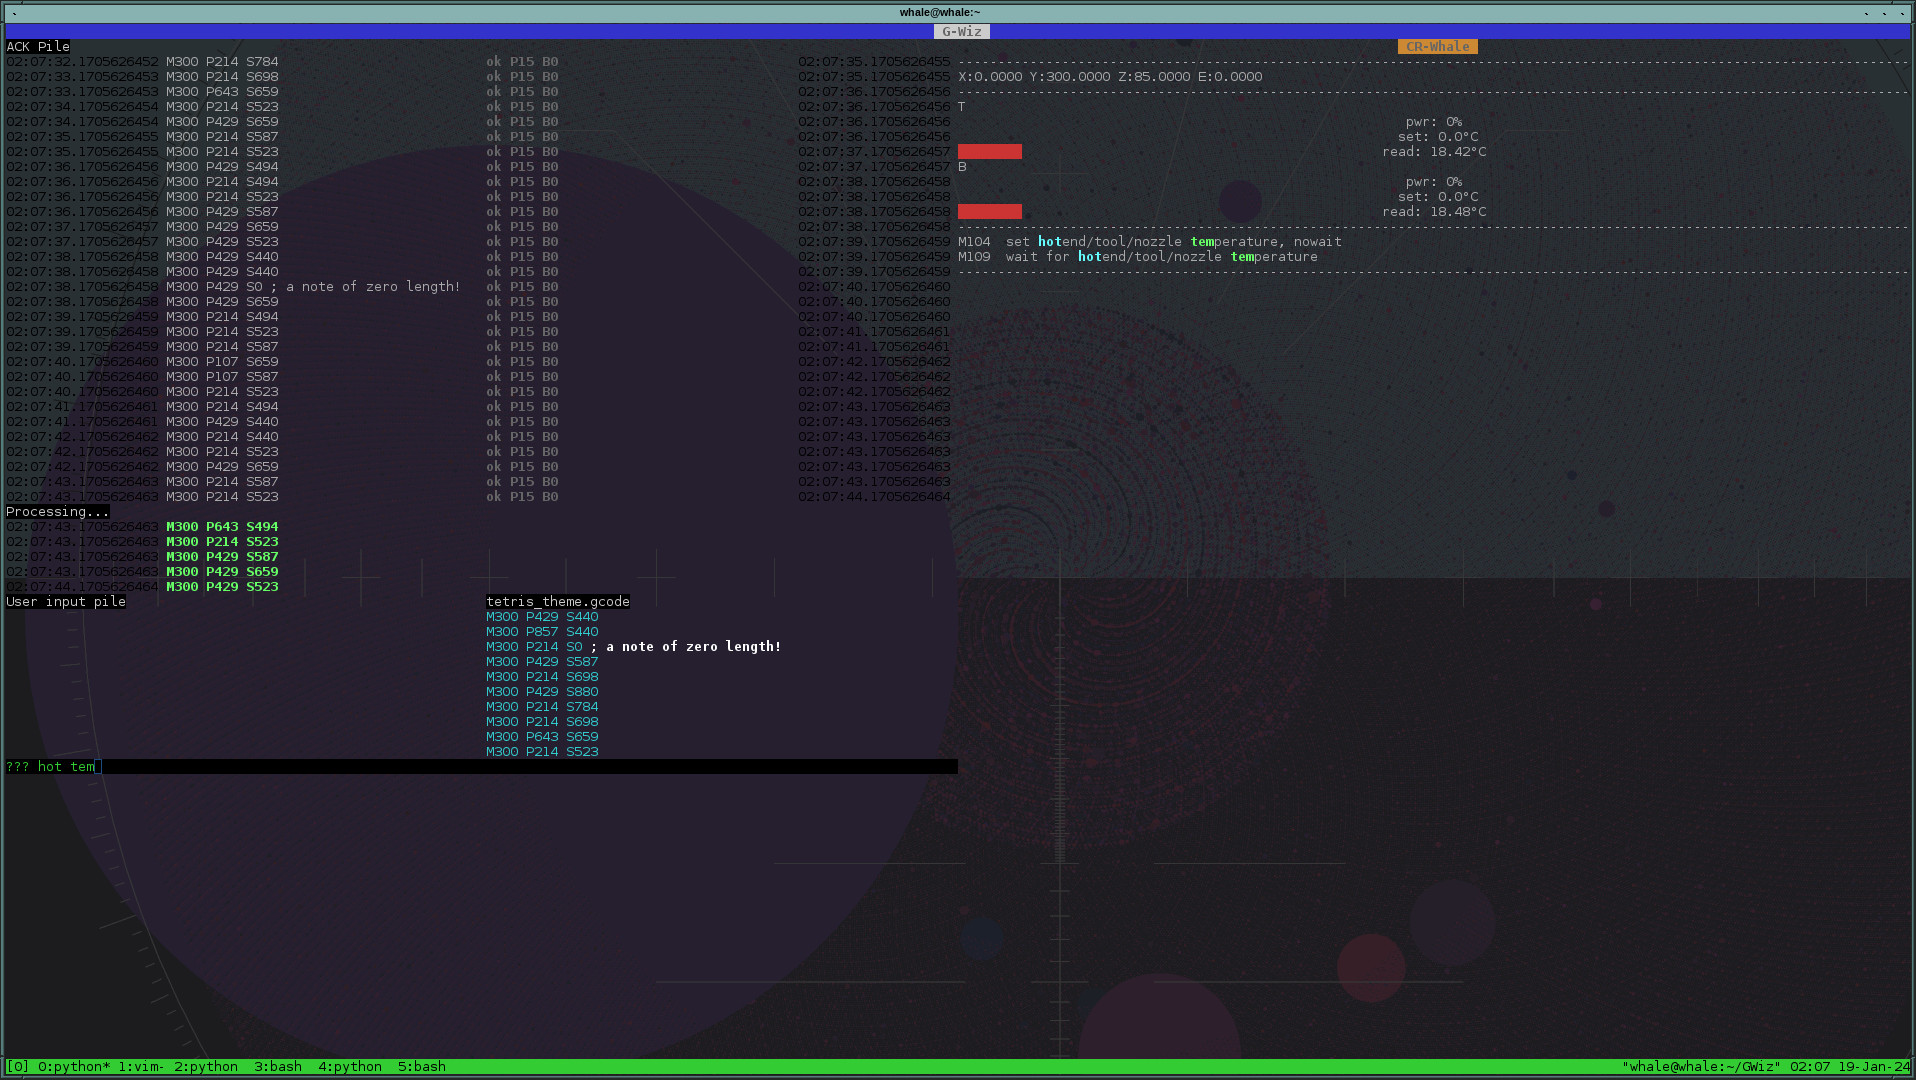 whale@whale:~
G-Wiz
ACK Pile
CR-Whale
02:07:32.1705626452 M300 P214 S784 ok P15 B0 02:07:35.1705626455
02:07:33.1705626453 M300 P214 S698 ok P15 B0 02:07:35.1705626455
02:07:33.1705626453 M300 P643 S659 ok P15 B0 02:07:36.1705626456
02:07:34.1705626454 M300 P214 S523 ok P15 B0 02:07:36.1705626456
02:07:34.1705626454 M300 P429 S659 ok P15 B0 02:07:36.1705626456
02:07:35.1705626455 M300 P214 S587 ok P15 B0 02:07:36.1705626456
02:07:35.1705626455 M300 P214 S523 ok P15 B0 02:07:37.1705626457
02:07:36.1705626456 M300 P429 S494 ok P15 B0 02:07:37.1705626457
02:07:36.1705626456 M300 P214 S494 ok P15 B0 02:07:38.1705626458
02:07:36.1705626456 M300 P214 S523 ok P15 B0 02:07:38.1705626458
02:07:36.1705626456 M300 P429 S587 ok P15 B0 02:07:38.1705626458
02:07:37.1705626457 M300 P429 S659 ok P15 B0 02:07:38.1705626458
02:07:37.1705626457 M300 P429 S523 ok P15 B0 02:07:39.1705626459
02:07:38.1705626458 M300 P429 S440 ok P15 B0 02:07:39.1705626459
02:07:38.1705626458 M300 P429 S440 ok P15 B0 02:07:39.1705626459
02:07:38.1705626458 M300 P429 S0 ; a note of zero length! ok P15 B0 02:07:40.1705626460
02:07:38.1705626458 M300 P429 S659 ok P15 B0 02:07:40.1705626460
02:07:39.1705626459 M300 P214 S494 ok P15 B0 02:07:40.1705626460
02:07:39.1705626459 M300 P214 S523 ok P15 B0 02:07:41.1705626461
02:07:39.1705626459 M300 P214 S587 ok P15 B0 02:07:41.1705626461
02:07:40.1705626460 M300 P107 S659 ok P15 B0 02:07:42.1705626462
02:07:40.1705626460 M300 P107 S587 ok P15 B0 02:07:42.1705626462
02:07:40.1705626460 M300 P214 S523 ok P15 B0 02:07:42.1705626462
02:07:41.1705626461 M300 P214 S494 ok P15 B0 02:07:43.1705626463
02:07:41.1705626461 M300 P429 S440 ok P15 B0 02:07:43.1705626463
02:07:42.1705626462 M300 P214 S440 ok P15 B0 02:07:43.1705626463
02:07:42.1705626462 M300 P214 S523 ok P15 B0 02:07:43.1705626463
02:07:42.1705626462 M300 P429 S659 ok P15 B0 02:07:43.1705626463
02:07:43.1705626463 M300 P214 S587 ok P15 B0 02:07:43.1705626463
02:07:43.1705626463 M300 P214 S523 ok P15 B0 02:07:44.1705626464
Processing...
02:07:43.1705626463 M300 P643 S494
02:07:43.1705626463 M300 P214 S523
02:07:43.1705626463 M300 P429 S587
02:07:43.1705626463 M300 P429 S659
02:07:44.1705626464 M300 P429 S523
User input pile
tetris_theme.gcode
M300 P429 S440
M300 P857 S440
M300 P214 S0 ; a note of zero length!
M300 P429 S587
M300 P214 S698
M300 P429 S880
M300 P214 S784
M300 P214 S698
M300 P643 S659
M300 P214 S523
??? hot tem
X:0.0000 Y:300.0000 Z:85.0000 E:0.0000
T
pwr: 0%
set: 0.0°C
read: 18.42°C
B
pwr: 0%
set: 0.0°C
read: 18.48°C
M104 set hotend/tool/nozzle temperature, nowait
M109 wait for hotend/tool/nozzle temperature
[0] 0:python* 1:vim- 2:python 3:bash 4:python 5:bash
"whale@whale:~/GWiz" 02:07 19-Jan-24